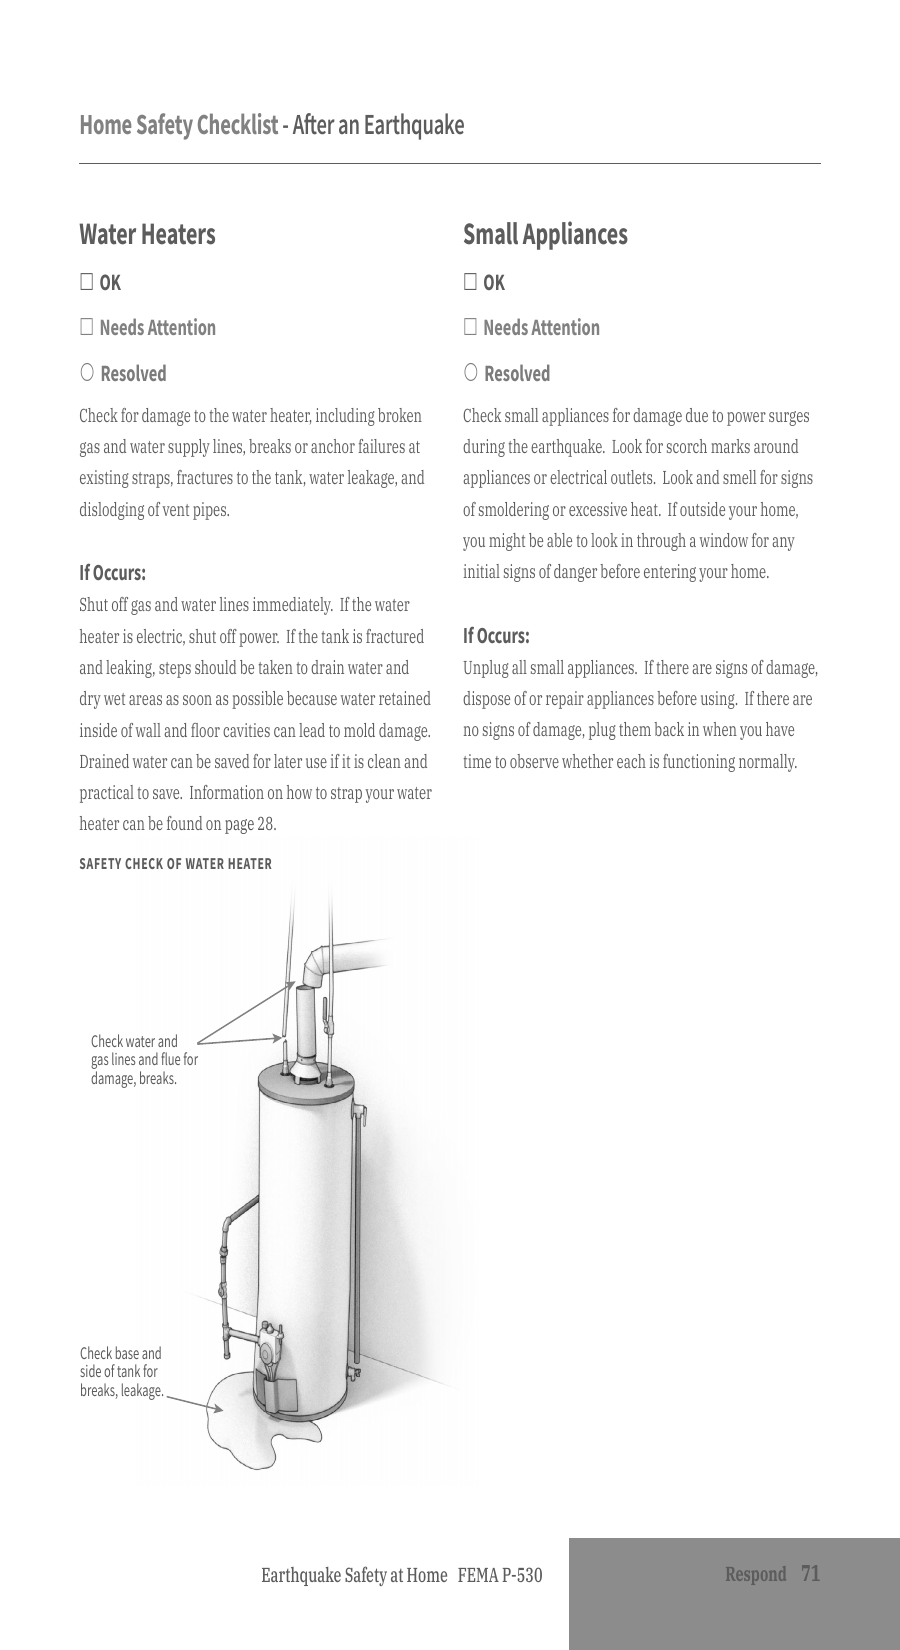 Home Safety Checklist - After an Earthquake
Water Heaters
☐ OK
☐ Needs Attention
○ Resolved
Check for damage to the water heater, including broken
gas and water supply lines, breaks or anchor failures at
existing straps, fractures to the tank, water leakage, and
dislodging of vent pipes.
If Occurs:
Shut off gas and water lines immediately.  If the water
heater is electric, shut off power.  If the tank is fractured
and leaking, steps should be taken to drain water and
dry wet areas as soon as possible because water retained
inside of wall and floor cavities can lead to mold damage.
Drained water can be saved for later use if it is clean and
practical to save.  Information on how to strap your water
heater can be found on page 28.
SAFETY CHECK OF WATER HEATER
Check water and
gas lines and flue for
damage, breaks.
Check base and
side of tank for
breaks, leakage.
Small Appliances
☐ OK
☐ Needs Attention
○ Resolved
Check small appliances for damage due to power surges
during the earthquake.  Look for scorch marks around
appliances or electrical outlets.  Look and smell for signs
of smoldering or excessive heat.  If outside your home,
you might be able to look in through a window for any
initial signs of danger before entering your home.
If Occurs:
Unplug all small appliances.  If there are signs of damage,
dispose of or repair appliances before using.  If there are
no signs of damage, plug them back in when you have
time to observe whether each is functioning normally.
Earthquake Safety at Home  FEMA P-530
Respond 71